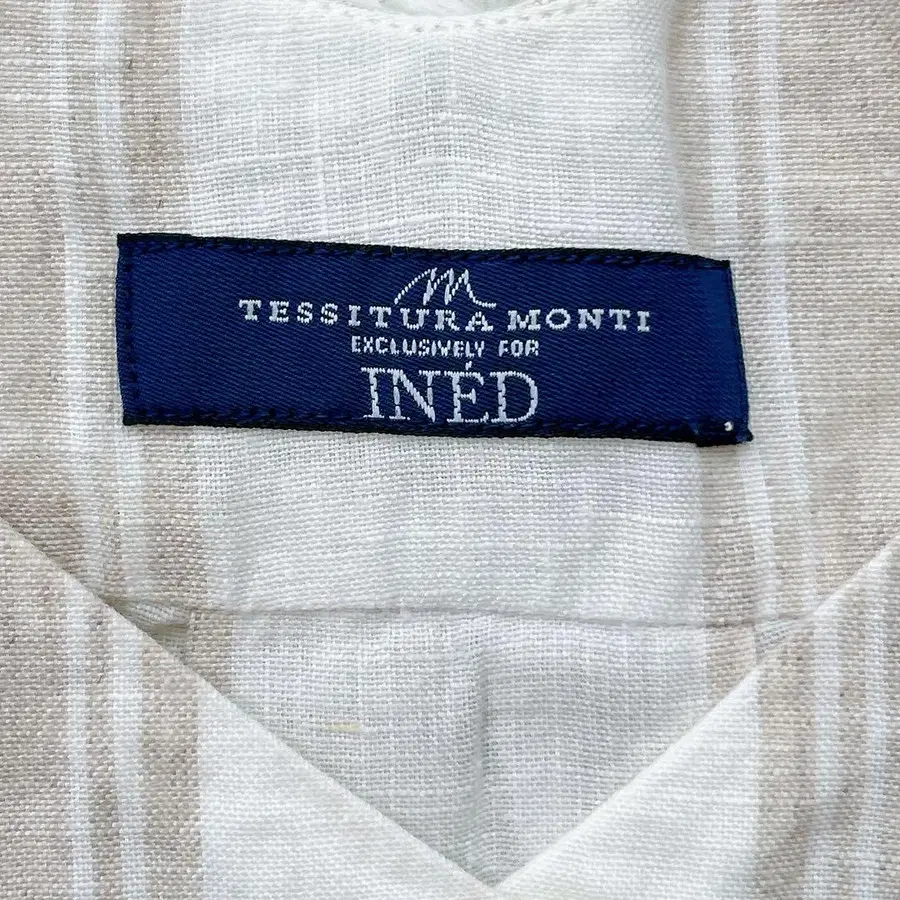 M
TESSITURA MONTI
EXCLUSIVELY FOR
INÉD